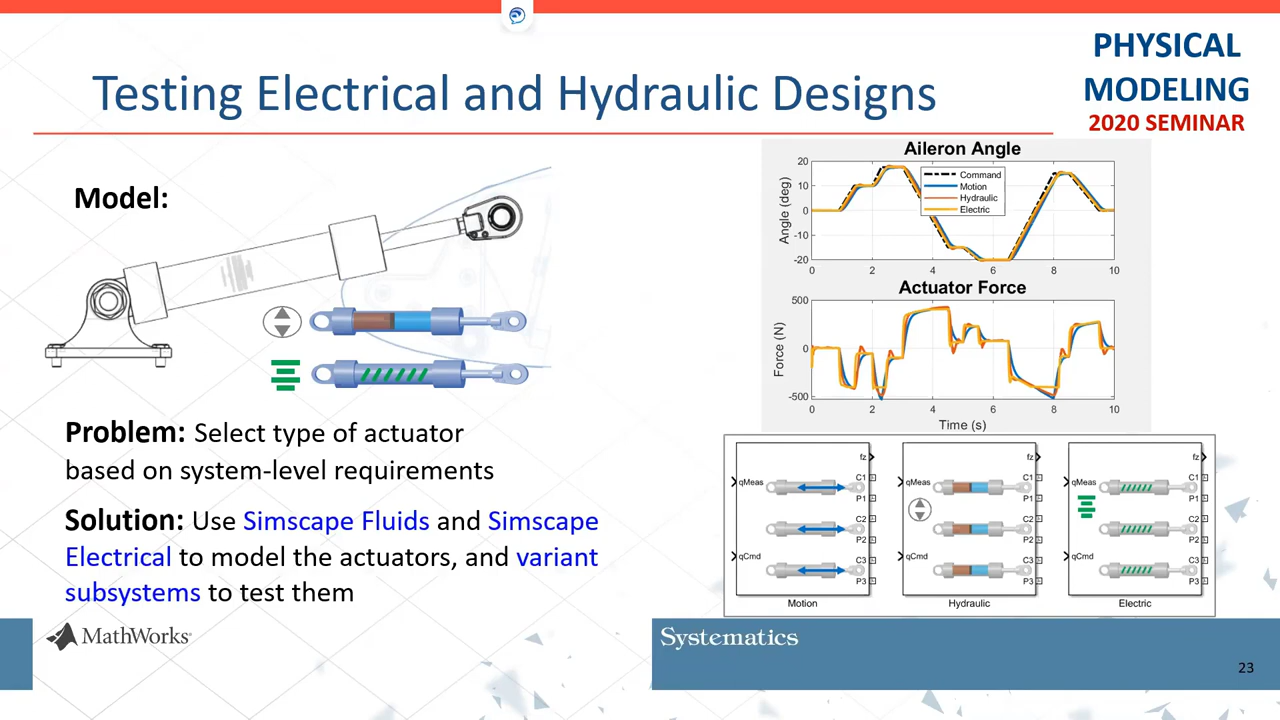 PHYSICAL
MODELING
2020 SEMINAR
Testing Electrical and Hydraulic Designs
Model:
Problem: Select type of actuator
based on system-level requirements
Solution: Use Simscape Fluids and Simscape
Electrical to model the actuators, and variant
subsystems to test them
Aileron Angle
Angle (deg)
20
10
0
-10
-20
Command
Motion
Hydraulic
Electric
0 2 4 6 8 10
Actuator Force
Force (N)
500
0
-500
0 2 4 6 8 10
Time (s)
fz
qMeas
C1
P1
C2
P2
qCmd
C3
P3
Motion
fz
qMeas
C1
P1
C2
P2
qCmd
C3
P3
Hydraulic
fz
qMeas
C1
P1
C2
P2
qCmd
C3
P3
Electric
MathWorks®
Systematics
23